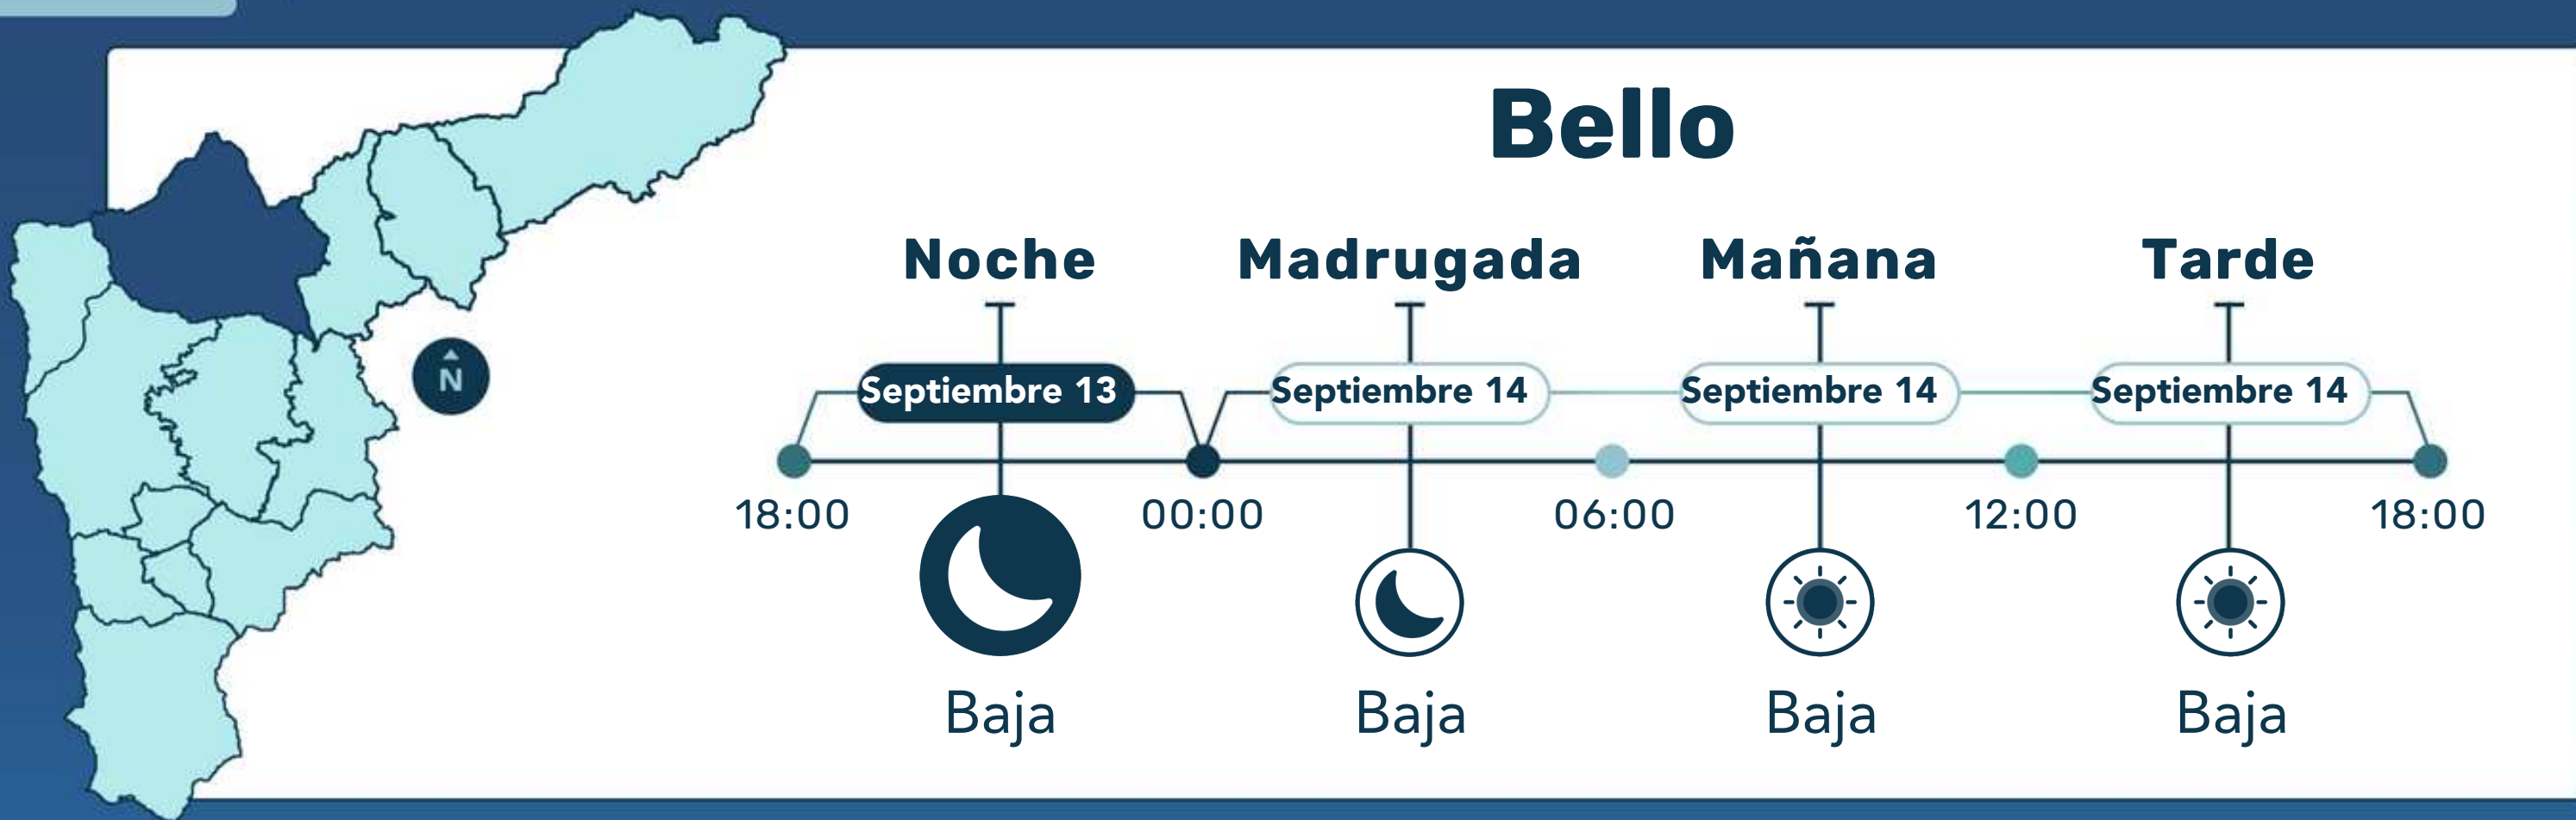 Bello
Noche Madrugada Mañana Tarde
Septiembre 13 Septiembre 14 Septiembre 14 Septiembre 14
N
18:00 00:00 06:00 12:00 18:00
Baja Baja Baja Baja